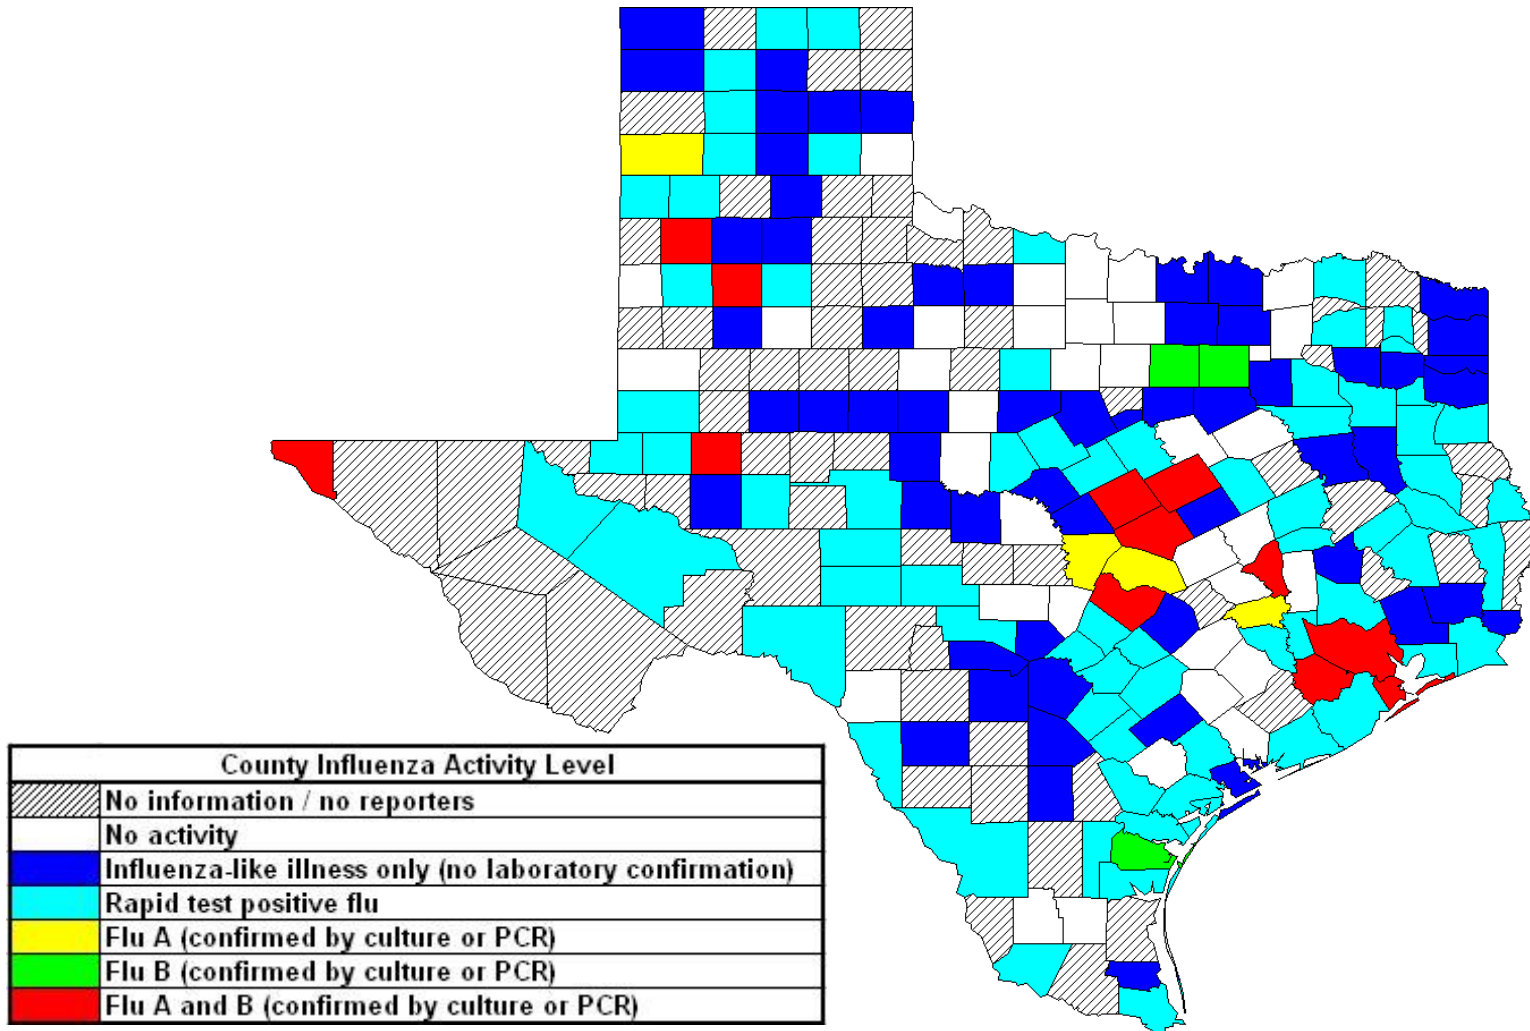 County Influenza Activity Level
No information / no reporters
No activity
Influenza-like illness only (no laboratory confirmation)
Rapid test positive flu
Flu A (confirmed by culture or PCR)
Flu B (confirmed by culture or PCR)
Flu A and B (confirmed by culture or PCR)